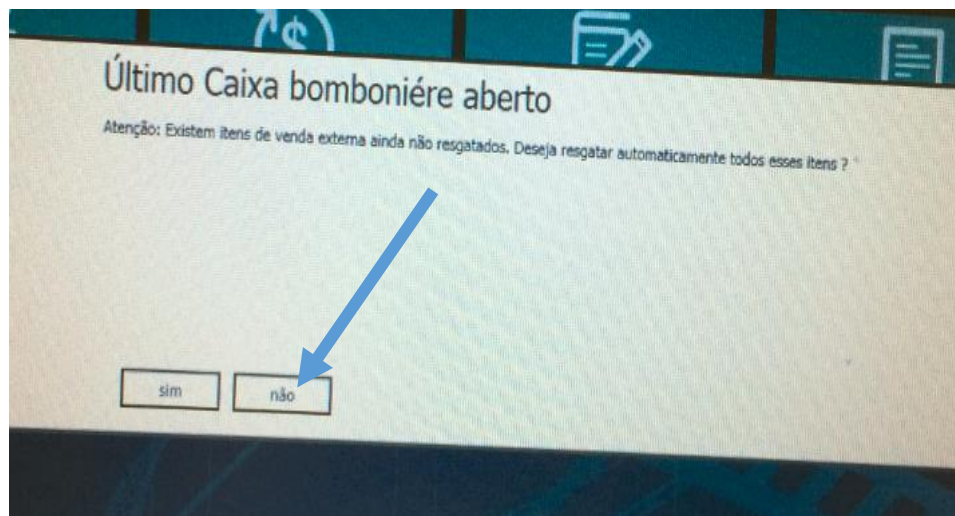 Último Caixa bomboniére aberto
Atenção: Existem itens de venda externa ainda não resgatados. Deseja resgatar automaticamente todos esses itens ?
sim
não